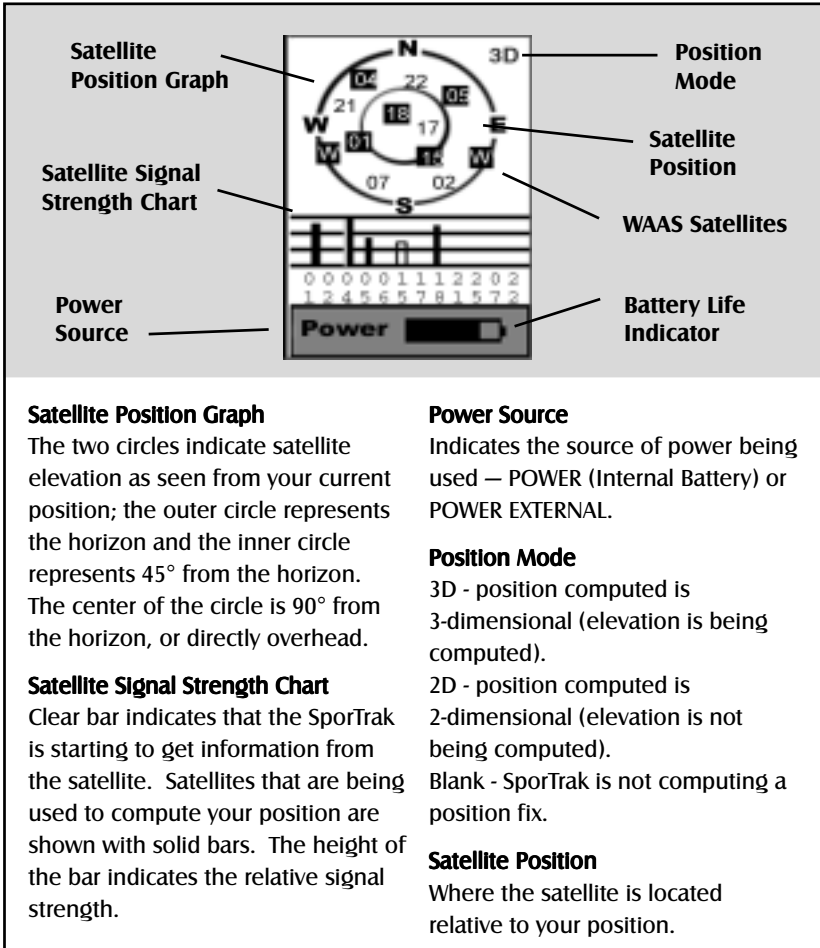 Satellite
Position Graph
Position
Mode
Satellite
Position
Satellite Signal
Strength Chart
WAAS Satellites
Power
Source
Battery Life
Indicator
N
3D
04
22
05
21
18
W
17
E
01
15
W
W
07
02
S
0 0 0 0 0 1 1 1 2 2 0 2
1 2 4 5 6 5 7 8 1 5 7 2
Power
Satellite Position Graph
The two circles indicate satellite
elevation as seen from your current
position; the outer circle represents
the horizon and the inner circle
represents 45° from the horizon.
The center of the circle is 90° from
the horizon, or directly overhead.
Satellite Signal Strength Chart
Clear bar indicates that the SporTrak
is starting to get information from
the satellite.  Satellites that are being
used to compute your position are
shown with solid bars.  The height of
the bar indicates the relative signal
strength.
Power Source
Indicates the source of power being
used — POWER (Internal Battery) or
POWER EXTERNAL.
Position Mode
3D - position computed is
3-dimensional (elevation is being
computed).
2D - position computed is
2-dimensional (elevation is not
being computed).
Blank - SporTrak is not computing a
position fix.
Satellite Position
Where the satellite is located
relative to your position.